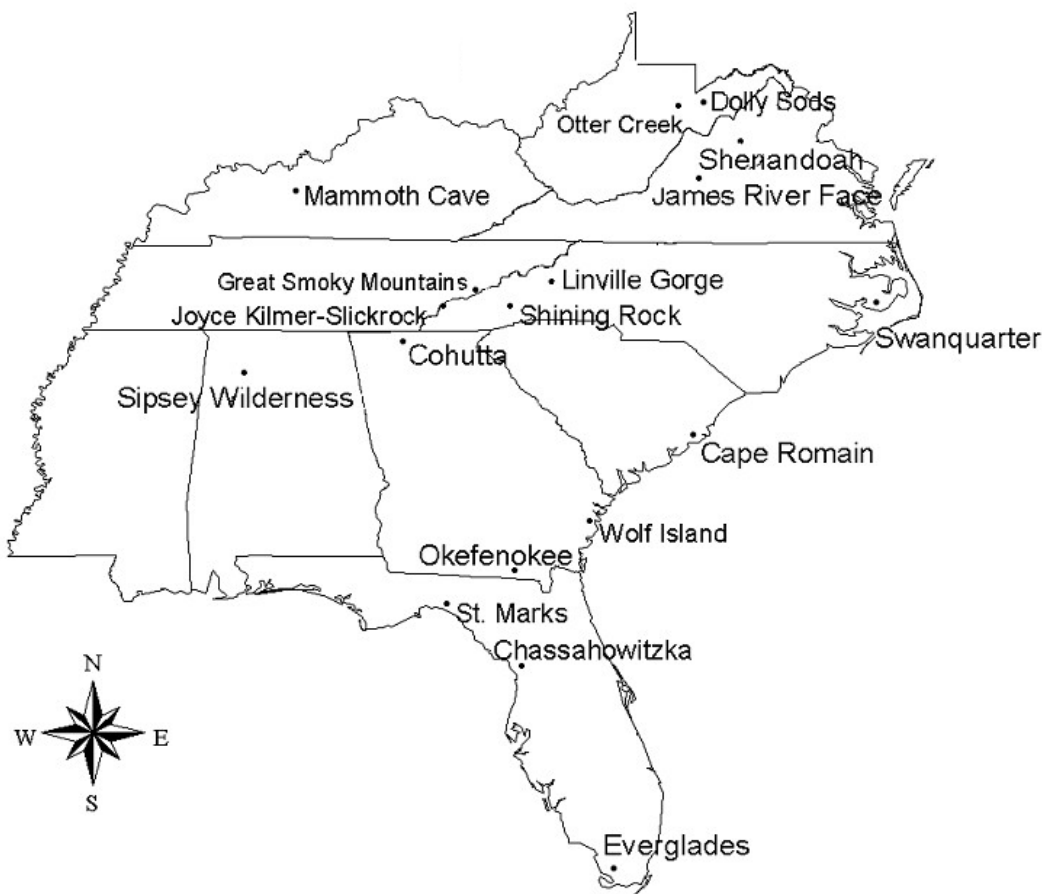 Dolly Sods
Otter Creek
Shenandoah
James River Face
Mammoth Cave
Great Smoky Mountains
Linville Gorge
Joyce Kilmer-Slickrock
Shining Rock
Swanquarter
Cohutta
Sipsey Wilderness
Cape Romain
Wolf Island
Okefenokee
St. Marks
Chassahowitzka
N
W
E
S
Everglades